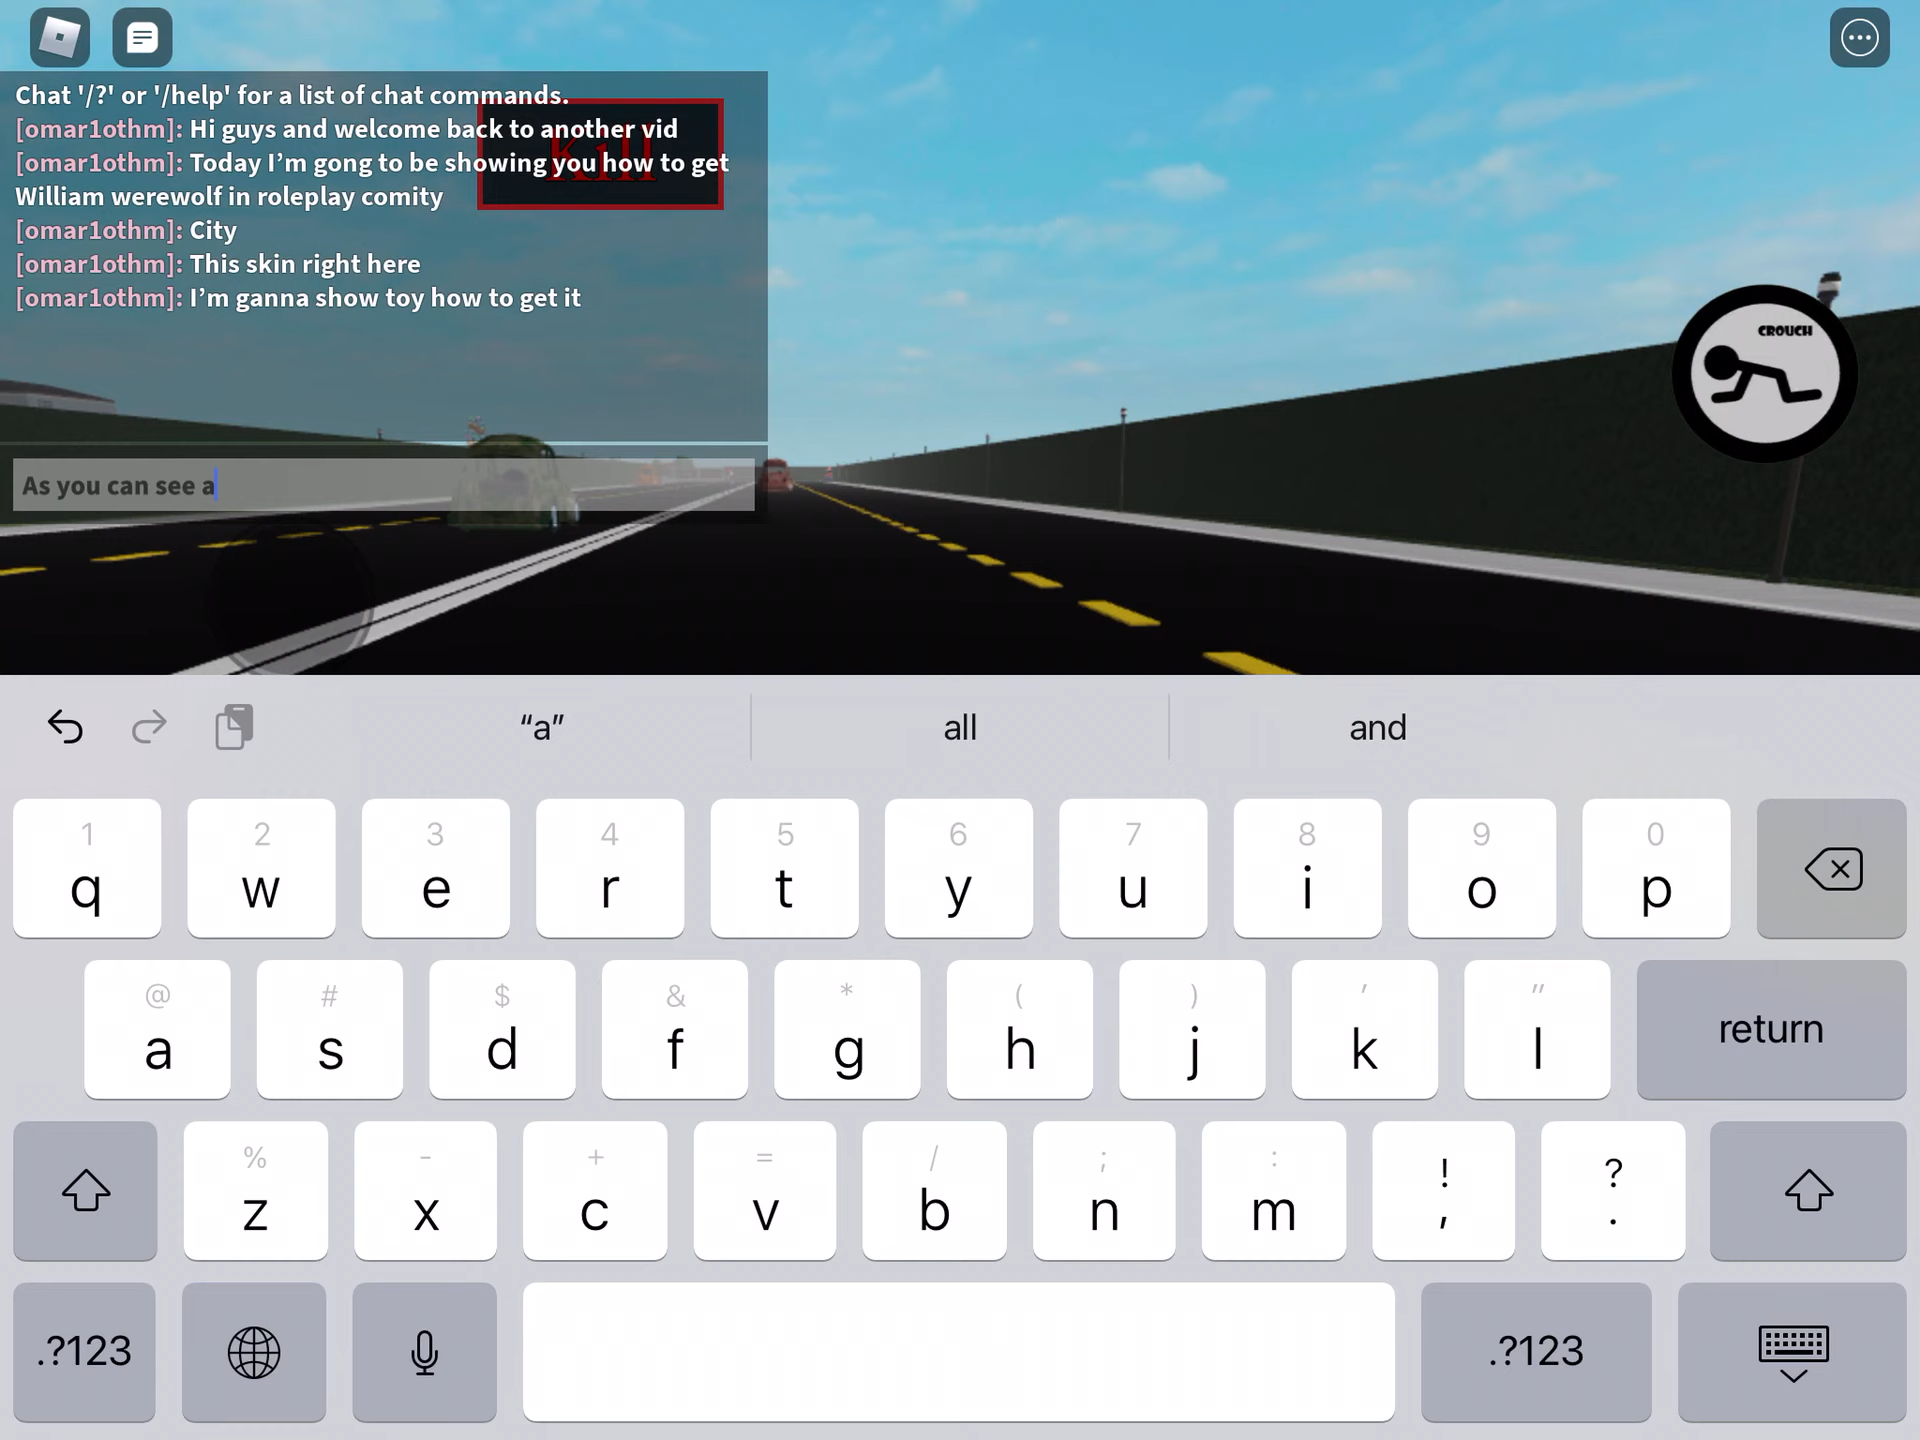 Chat '/?' or '/help' for a list of chat commands.
[omar1othm]: Hi guys and welcome back to another vid
[omar1othm]: Today I’m gong to be showing you how to get
William werewolf in roleplay comity
[omar1othm]: City
[omar1othm]: This skin right here
[omar1othm]: I’m ganna show toy how to get it
Kill
CROUCH
As you can see a
“a” all and
1 2 3 4 5 6 7 8 9 0
q w e r t y u i o p
@ # $ & * ( ) ' "
a s d f g h j k l return
% - + = / ; : ! ?
z x c v b n m , .
.?123 .?123